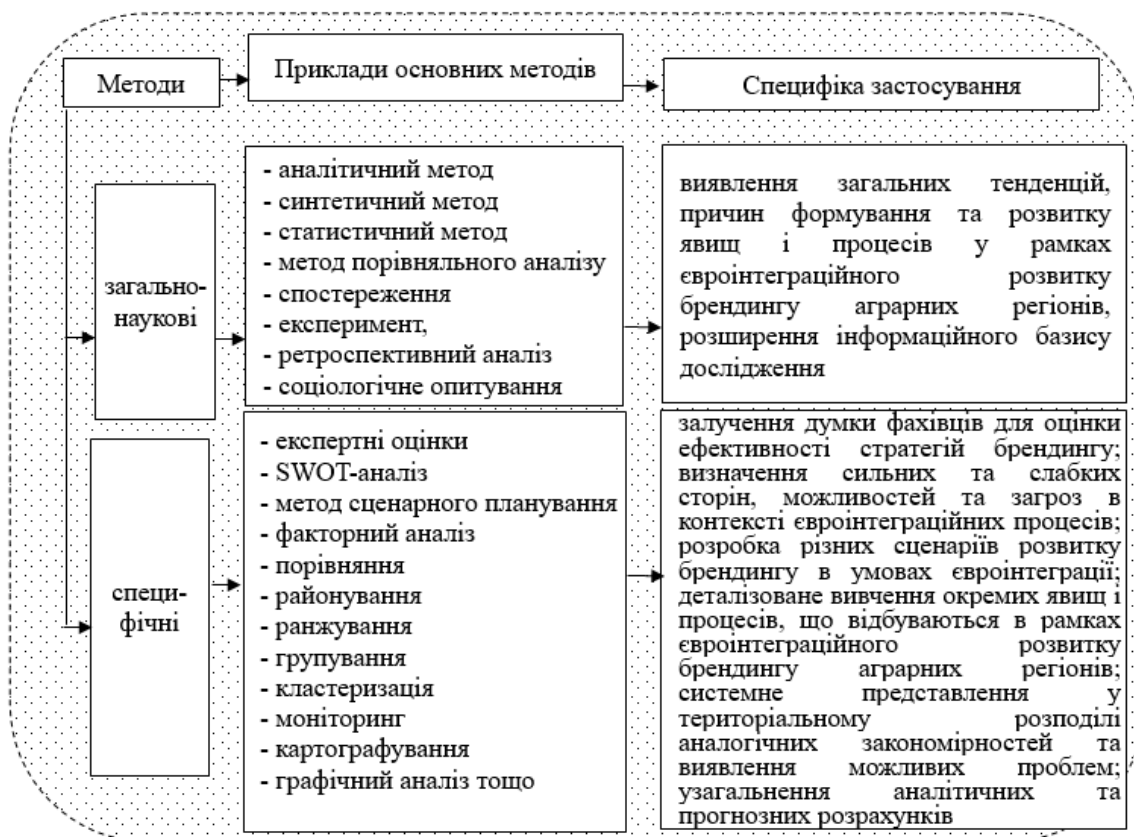 Методи
Приклади основних методів
Специфіка застосування
загально-
наукові
- аналітичний метод
- синтетичний метод
- статистичний метод
- метод порівняльного аналізу
- спостереження
- експеримент,
- ретроспективний аналіз
- соціологічне опитування
виявлення загальних тенденцій,
причин формування та розвитку
явищ і процесів у рамках
євроінтеграційного розвитку
брендингу аграрних регіонів,
розширення інформаційного базису
дослідження
специ-
фічні
- експертні оцінки
- SWOT-аналіз
- метод сценарного планування
- факторний аналіз
- порівняння
- районування
- ранжування
- групування
- кластеризація
- моніторинг
- картографування
- графічний аналіз тощо
залучення думки фахівців для оцінки
ефективності стратегій брендингу;
визначення сильних та слабких
сторін, можливостей та загроз в
контексті євроінтеграційних процесів;
розробка різних сценаріїв розвитку
брендингу в умовах євроінтеграції;
деталізоване вивчення окремих явищ і
процесів, що відбуваються в рамках
євроінтеграційного розвитку
брендингу аграрних регіонів;
системне представлення у
територіальному розподілі
аналогічних закономірностей та
виявлення можливих проблем;
узагальнення аналітичних та
прогнозних розрахунків